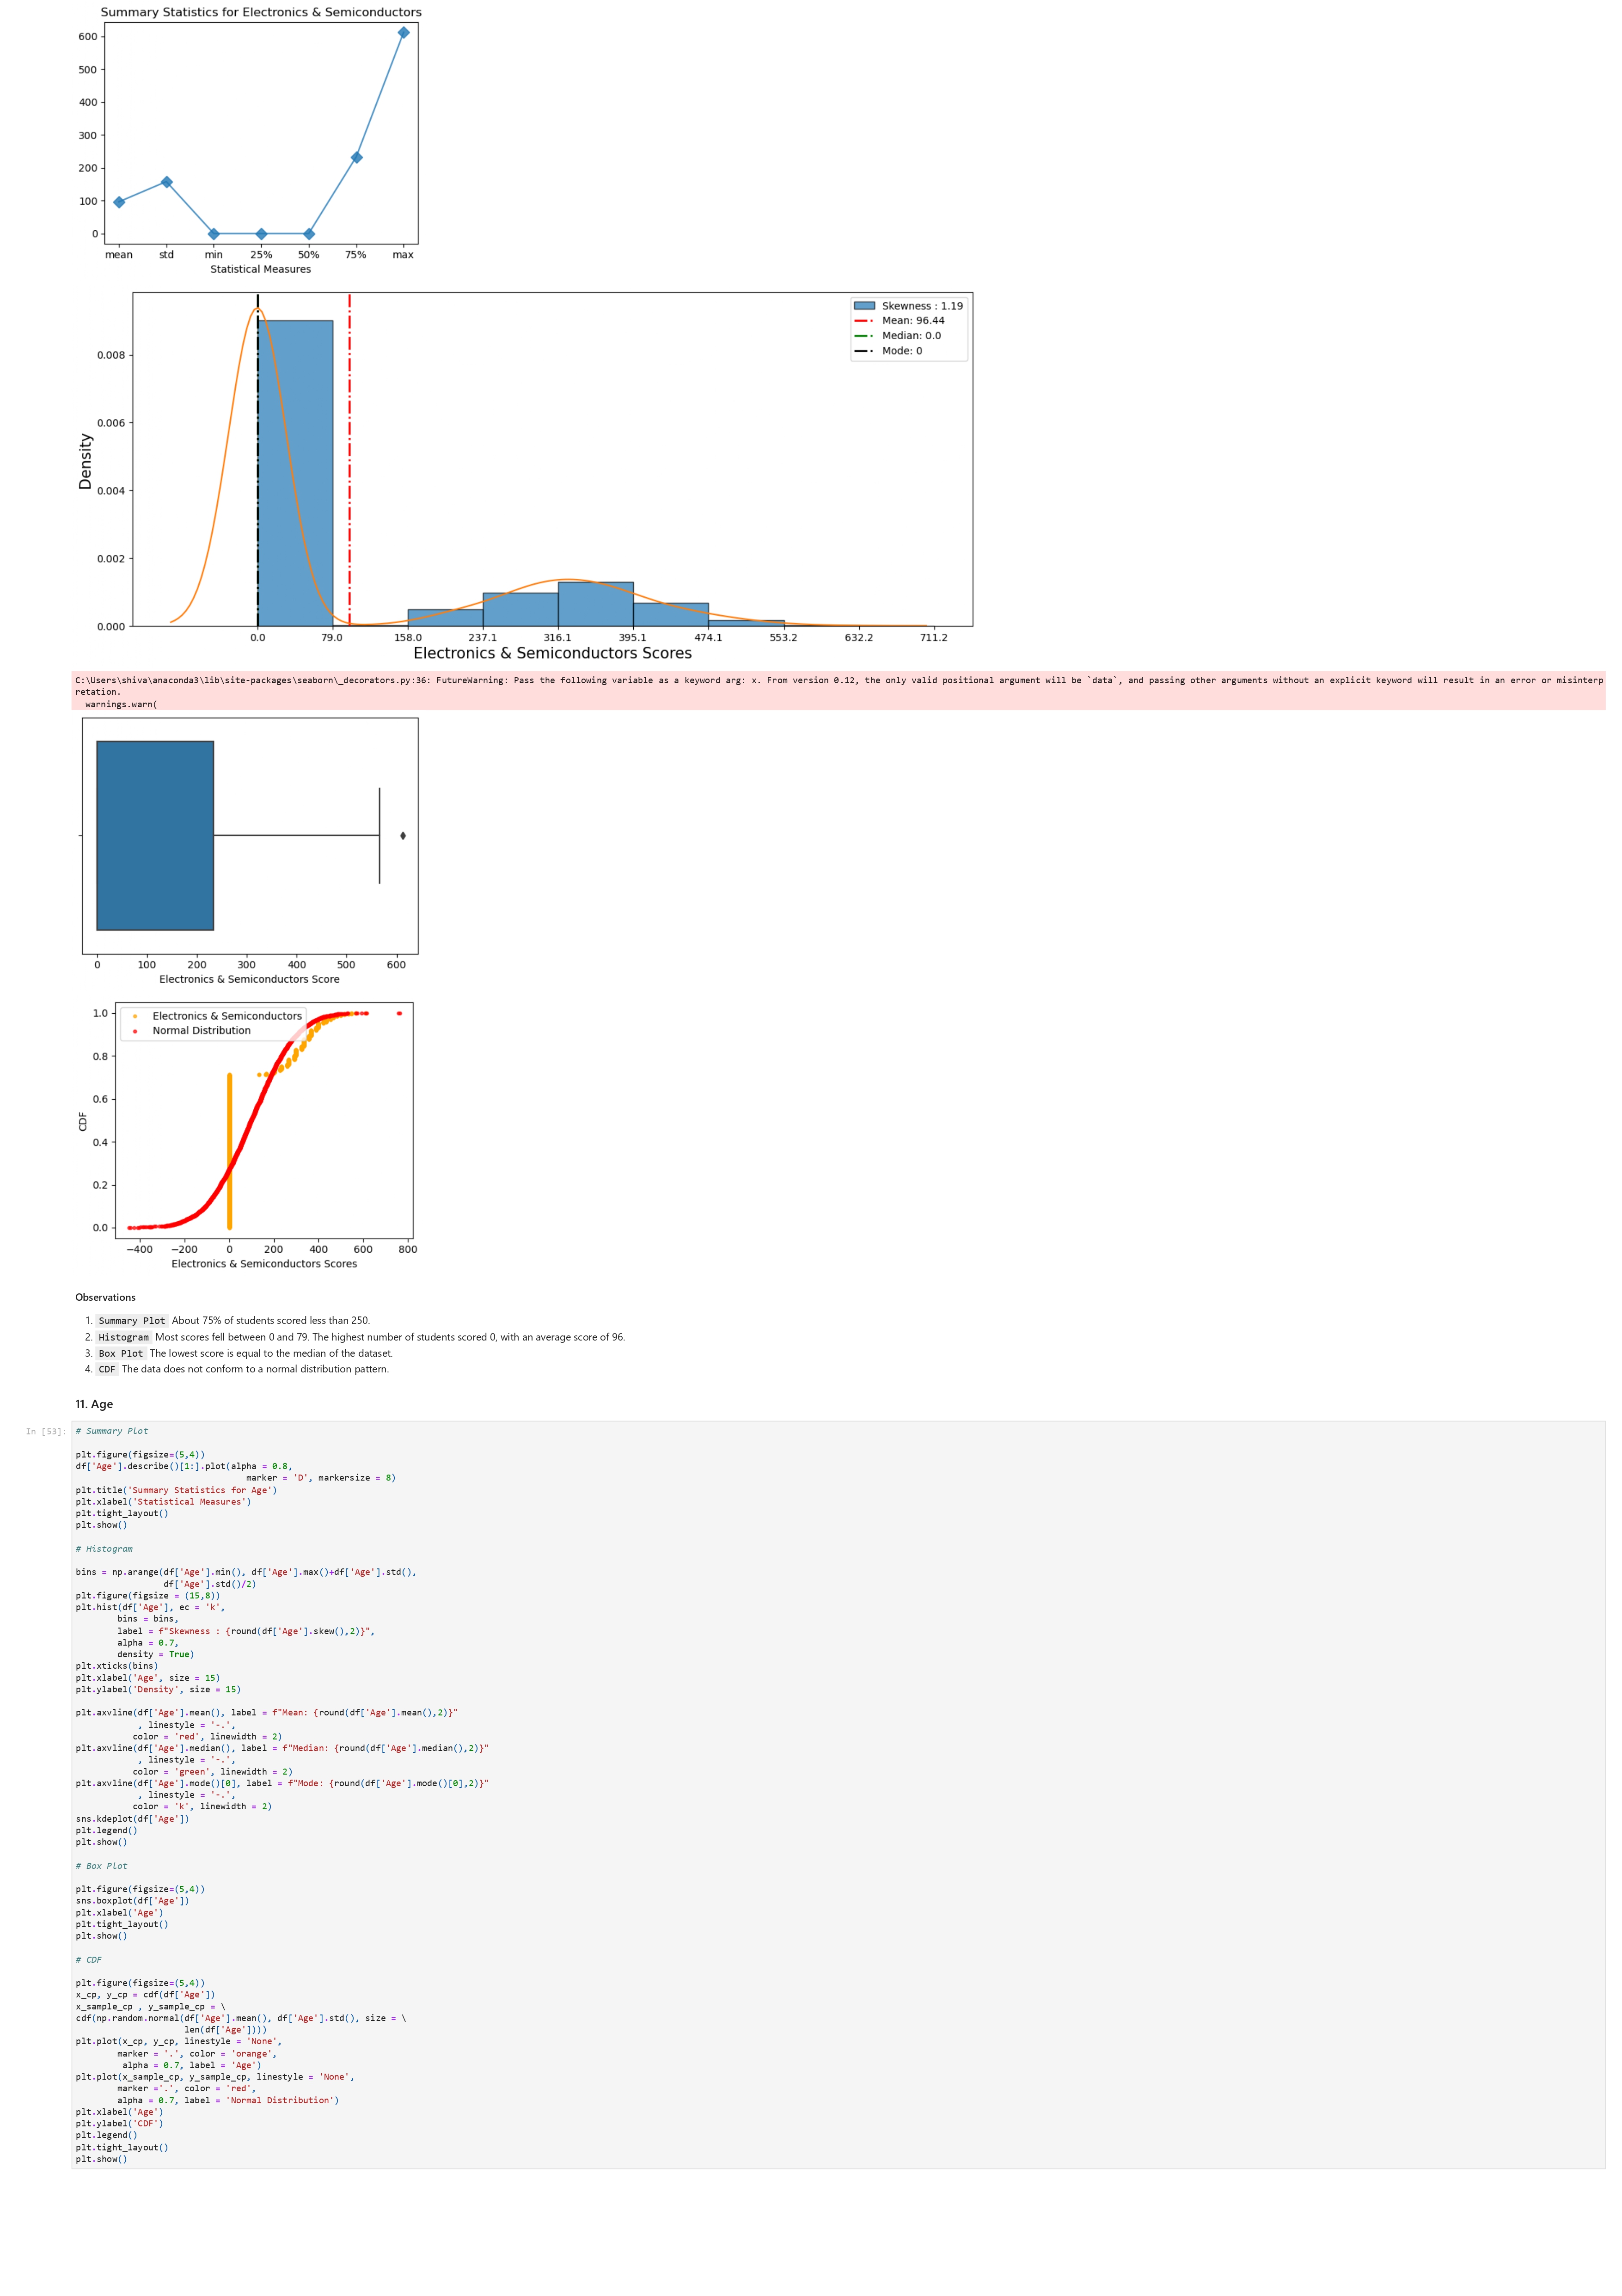 Summary Statistics for Electronics & Semiconductors
600
500
400
300
200
100
0
mean std min 25% 50% 75% max
Statistical Measures
Skewness : 1.19
Mean: 96.44
Median: 0.0
Mode: 0
Density
0.008
0.006
0.004
0.002
0.000
0.0 79.0 158.0 237.1 316.1 395.1 474.1 553.2 632.2 711.2
Electronics & Semiconductors Scores
C:\Users\shiva\anaconda3\lib\site-packages\seaborn\_decorators.py:36: FutureWarning: Pass the following variable as a keyword arg: x. From version 0.12, the only valid positional argument will be `data`, and passing other arguments without an explicit keyword will result in an error or misinterp
retation.
  warnings.warn(
0 100 200 300 400 500 600
Electronics & Semiconductors Score
Electronics & Semiconductors
Normal Distribution
CDF
1.0
0.8
0.6
0.4
0.2
0.0
−400 −200 0 200 400 600 800
Electronics & Semiconductors Scores
Observations
1. Summary Plot About 75% of students scored less than 250.
2. Histogram Most scores fell between 0 and 79. The highest number of students scored 0, with an average score of 96.
3. Box Plot The lowest score is equal to the median of the dataset.
4. CDF The data does not conform to a normal distribution pattern.
11. Age
In [53]:
# Summary Plot
plt.figure(figsize=(5,4))
df['Age'].describe()[1:].plot(alpha = 0.8,
marker = 'D', markersize = 8)
plt.title('Summary Statistics for Age')
plt.xlabel('Statistical Measures')
plt.tight_layout()
plt.show()
# Histogram
bins = np.arange(df['Age'].min(), df['Age'].max()+df['Age'].std(),
df['Age'].std()/2)
plt.figure(figsize = (15,8))
plt.hist(df['Age'], ec = 'k',
bins = bins,
label = f"Skewness : {round(df['Age'].skew(),2)}",
alpha = 0.7,
density = True)
plt.xticks(bins)
plt.xlabel('Age', size = 15)
plt.ylabel('Density', size = 15)
plt.axvline(df['Age'].mean(), label = f"Mean: {round(df['Age'].mean(),2)}"
, linestyle = '-.',
color = 'red', linewidth = 2)
plt.axvline(df['Age'].median(), label = f"Median: {round(df['Age'].median(),2)}"
, linestyle = '-.',
color = 'green', linewidth = 2)
plt.axvline(df['Age'].mode()[0], label = f"Mode: {round(df['Age'].mode()[0],2)}"
, linestyle = '-.',
color = 'k', linewidth = 2)
sns.kdeplot(df['Age'])
plt.legend()
plt.show()
# Box Plot
plt.figure(figsize=(5,4))
sns.boxplot(df['Age'])
plt.xlabel('Age')
plt.tight_layout()
plt.show()
# CDF
plt.figure(figsize=(5,4))
x_cp, y_cp = cdf(df['Age'])
x_sample_cp , y_sample_cp = \
cdf(np.random.normal(df['Age'].mean(), df['Age'].std(), size = \
len(df['Age'])))
plt.plot(x_cp, y_cp, linestyle = 'None',
marker = '.', color = 'orange',
alpha = 0.7, label = 'Age')
plt.plot(x_sample_cp, y_sample_cp, linestyle = 'None',
marker ='.', color = 'red',
alpha = 0.7, label = 'Normal Distribution')
plt.xlabel('Age')
plt.ylabel('CDF')
plt.legend()
plt.tight_layout()
plt.show()